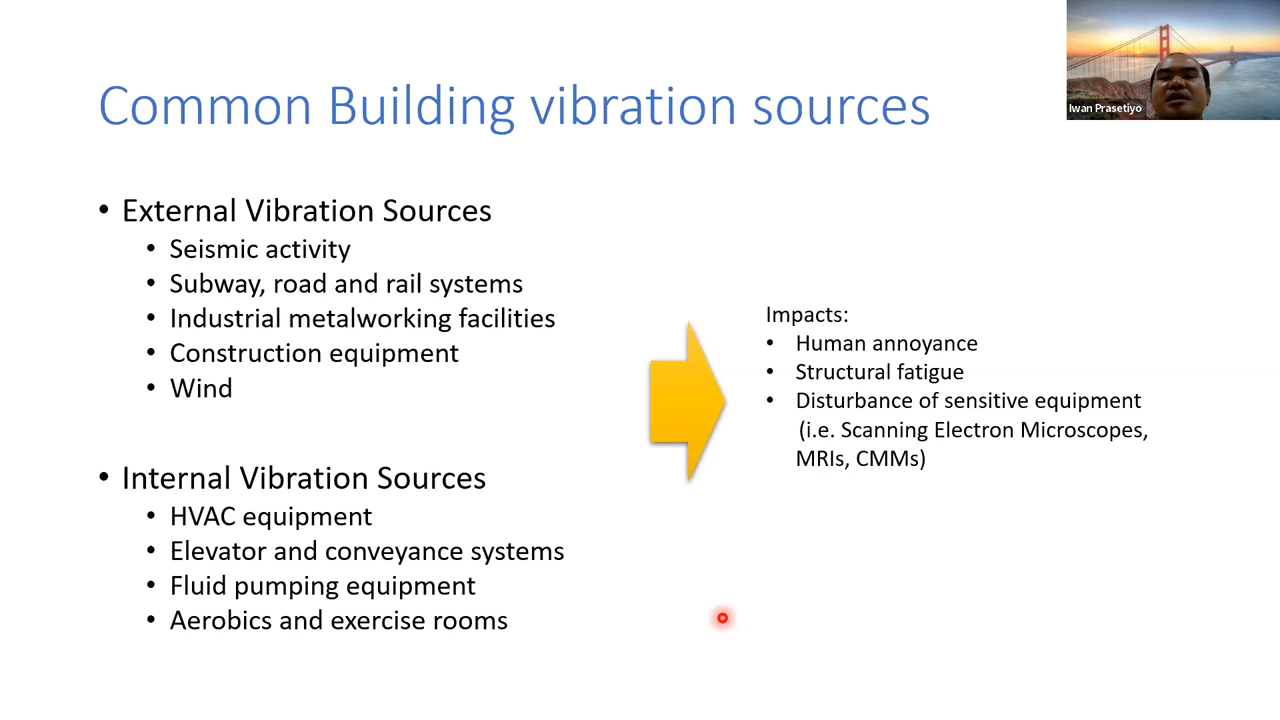 Common Building vibration sources
Iwan Prasetiyo
• External Vibration Sources
• Seismic activity
• Subway, road and rail systems
• Industrial metalworking facilities
• Construction equipment
• Wind
• Internal Vibration Sources
• HVAC equipment
• Elevator and conveyance systems
• Fluid pumping equipment
• Aerobics and exercise rooms
Impacts:
• Human annoyance
• Structural fatigue
• Disturbance of sensitive equipment
(i.e. Scanning Electron Microscopes,
MRIs, CMMs)